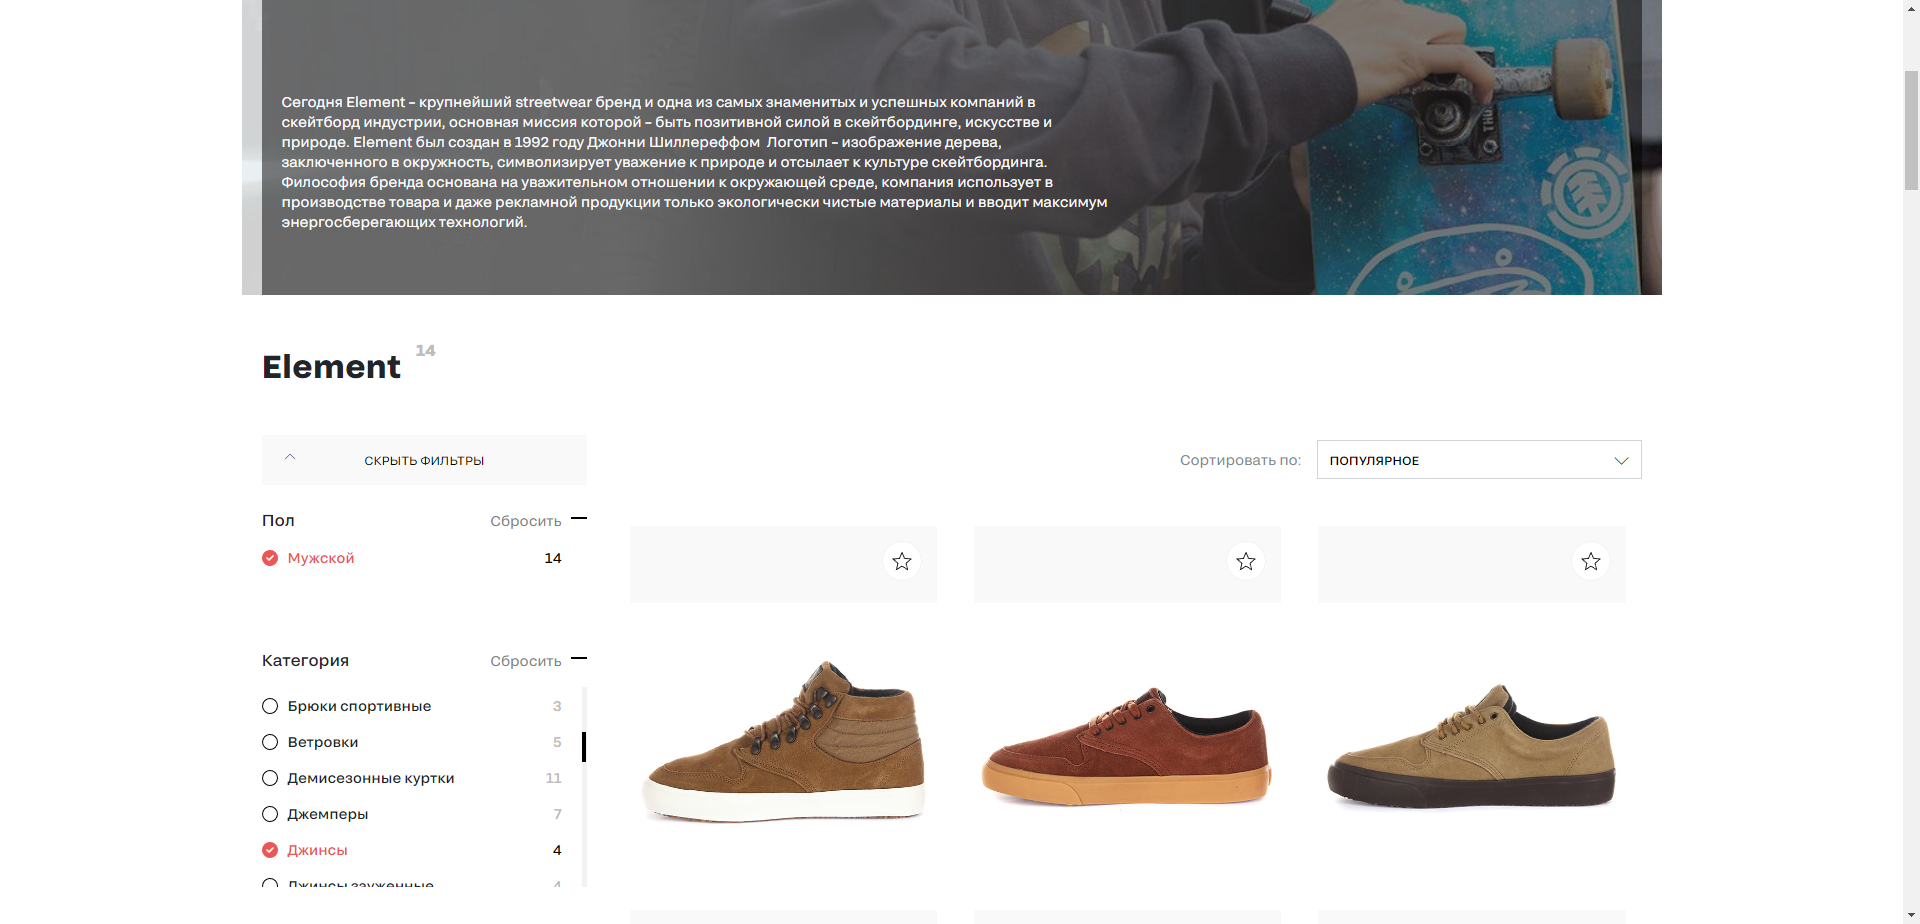 Сегодня Element – крупнейший streetwear бренд и одна из самых знаменитых и успешных компаний в
скейтборд индустрии, основная миссия которой – быть позитивной силой в скейтбординге, искусстве и
природе. Element был создан в 1992 году Джонни Шиллереффом  Логотип – изображение дерева,
заключенного в окружность, символизирует уважение к природе и отсылает к культуре скейтбординга.
Философия бренда основана на уважительном отношении к окружающей среде, компания использует в
производстве товара и даже рекламной продукции только экологически чистые материалы и вводит максимум
энергосберегающих технологий.
Element 14
СКРЫТЬ ФИЛЬТРЫ
Сортировать по: ПОПУЛЯРНОЕ
Пол Сбросить
Мужской 14
Категория Сбросить
Брюки спортивные 3
Ветровки 5
Демисезонные куртки 11
Джемперы 7
Джинсы 4
Джинсы зауженные 4